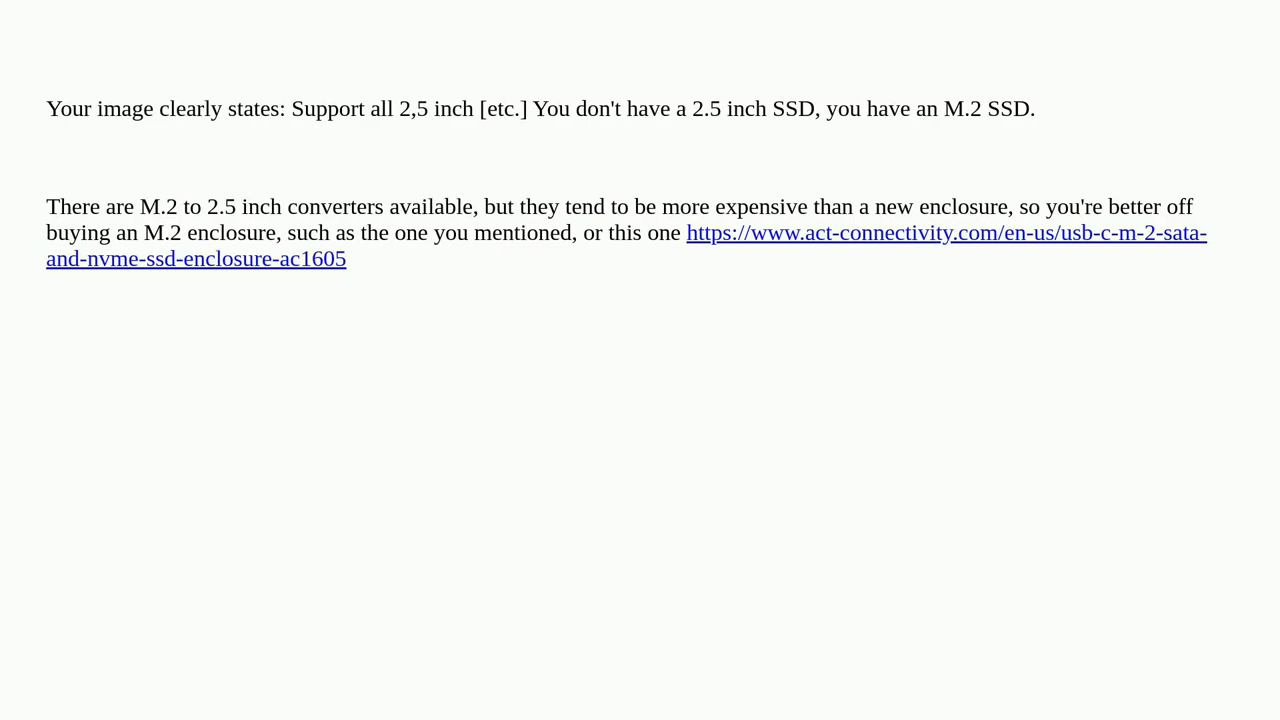 Your image clearly states: Support all 2,5 inch [etc.] You don't have a 2.5 inch SSD, you have an M.2 SSD.
There are M.2 to 2.5 inch converters available, but they tend to be more expensive than a new enclosure, so you're better off
buying an M.2 enclosure, such as the one you mentioned, or this one https://www.act-connectivity.com/en-us/usb-c-m-2-sata-
and-nvme-ssd-enclosure-ac1605